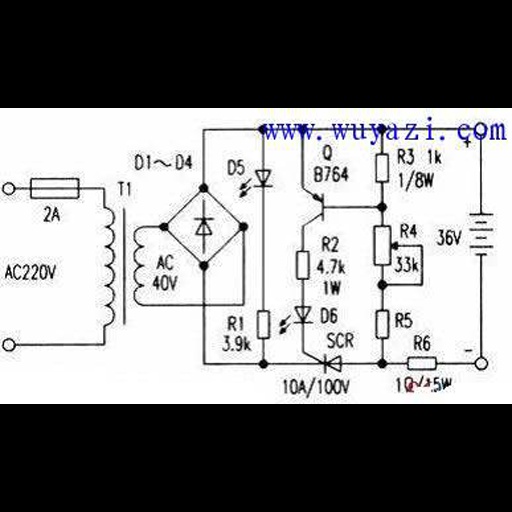 www.wuyazi.com
D1~D4
D5
Q
B764
R3 1k
1/8W
+
T1
2A
R4
33k
36V
AC220V
AC
40V
R2
4.7k
1W
R1
3.9k
D6
SCR
R5
R6
-
10A/100V
5W